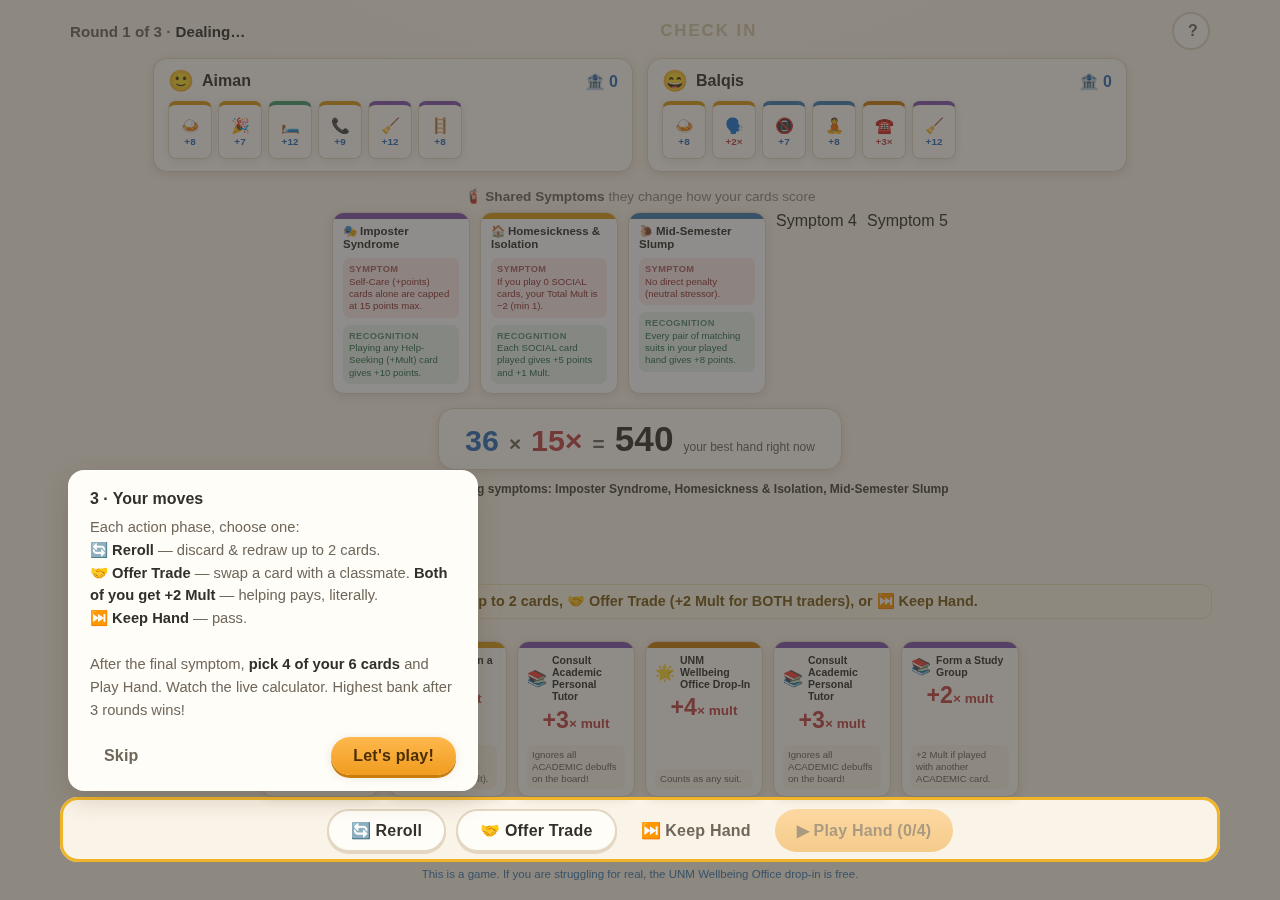 Round 1 of 3 · Dealing…
CHECK IN
?
Aiman
0
+8
+7
+12
+9
+12
+8
Balqis
0
+8
+2×
+7
+8
+3×
+12
Shared Symptoms they change how your cards score
Imposter Syndrome
SYMPTOM
Self-Care (+points)
cards alone are capped
at 15 points max.
RECOGNITION
Playing any Help-
Seeking (+Mult) card
gives +10 points.
Homesickness &
Isolation
SYMPTOM
If you play 0 SOCIAL
cards, your Total Mult is
−2 (min 1).
RECOGNITION
Each SOCIAL card
played gives +5 points
and +1 Mult.
Mid-Semester
Slump
SYMPTOM
No direct penalty
(neutral stressor).
RECOGNITION
Every pair of matching
suits in your played
hand gives +8 points.
Symptom 4
Symptom 5
36 × 15× = 540 your best hand right now
symptoms: Imposter Syndrome, Homesickness & Isolation, Mid-Semester Slump
3 · Your moves
Each action phase, choose one:
Reroll — discard & redraw up to 2 cards.
Offer Trade — swap a card with a classmate. Both
of you get +2 Mult — helping pays, literally.
Keep Hand — pass.
After the final symptom, pick 4 of your 6 cards and
Play Hand. Watch the live calculator. Highest bank after
3 rounds wins!
Skip
Let's play!
to 2 cards, Offer Trade (+2 Mult for BOTH traders), or Keep Hand.
Consult
Academic
Personal
Tutor
+3× mult
Ignores all
ACADEMIC debuffs
on the board!
UNM
Wellbeing
Office Drop-In
+4× mult
Counts as any suit.
Consult
Academic
Personal
Tutor
+3× mult
Ignores all
ACADEMIC debuffs
on the board!
Form a Study
Group
+2× mult
+2 Mult if played
with another
ACADEMIC card.
Reroll
Offer Trade
Keep Hand
▶ Play Hand (0/4)
This is a game. If you are struggling for real, the UNM Wellbeing Office drop-in is free.